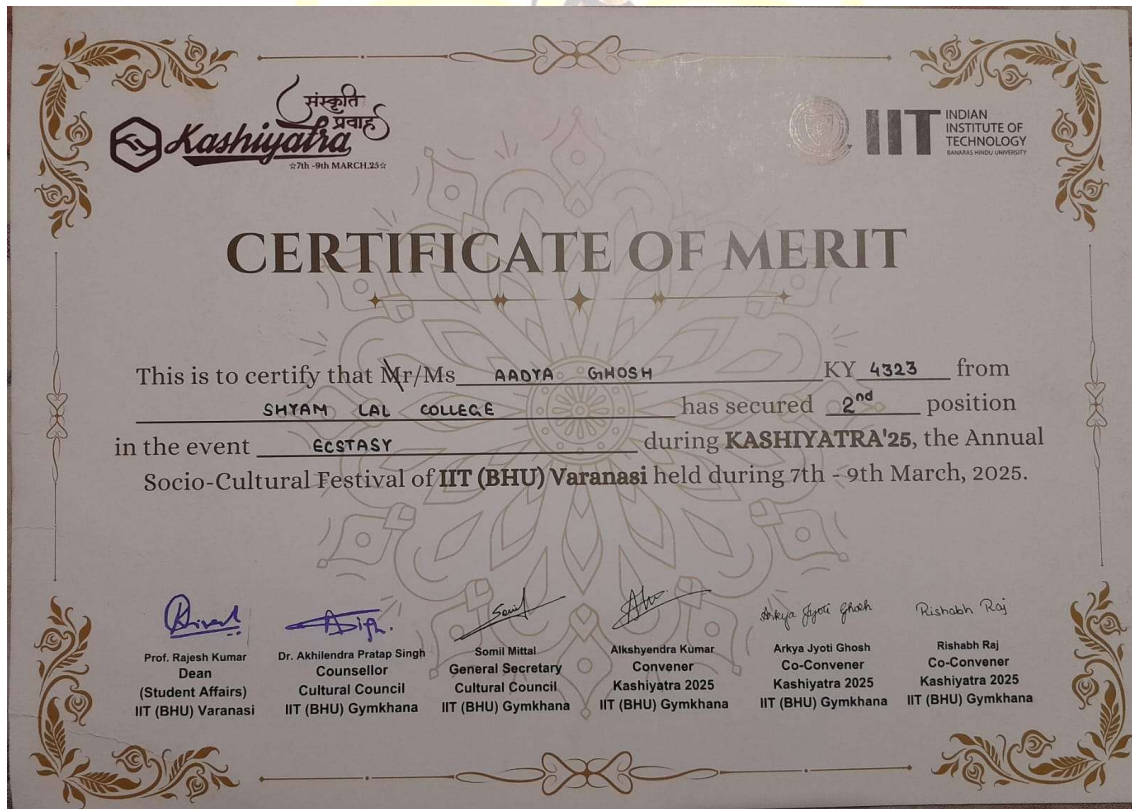 संस्कृति
प्रवाह
Kashiyatra
☆7th -9th MARCH.25☆
IIT INDIAN
INSTITUTE OF
TECHNOLOGY
BANARAS HINDU UNIVERSITY
CERTIFICATE OF MERIT
This is to certify that Mr/Ms AADYA GHOSH KY 4323 from
SHYAM LAL COLLEGE has secured 2nd position
in the event ECSTASY during KASHIYATRA'25, the Annual
Socio-Cultural Festival of IIT (BHU) Varanasi held during 7th - 9th March, 2025.
Arkya Jyoti Ghosh
Rishabh Raj
Prof. Rajesh Kumar
Dean
(Student Affairs)
IIT (BHU) Varanasi
Dr. Akhilendra Pratap Singh
Counsellor
Cultural Council
IIT (BHU) Gymkhana
Somil Mittal
General Secretary
Cultural Council
IIT (BHU) Gymkhana
Alkshyendra Kumar
Convener
Kashiyatra 2025
IIT (BHU) Gymkhana
Arkya Jyoti Ghosh
Co-Convener
Kashiyatra 2025
IIT (BHU) Gymkhana
Rishabh Raj
Co-Convener
Kashiyatra 2025
IIT (BHU) Gymkhana